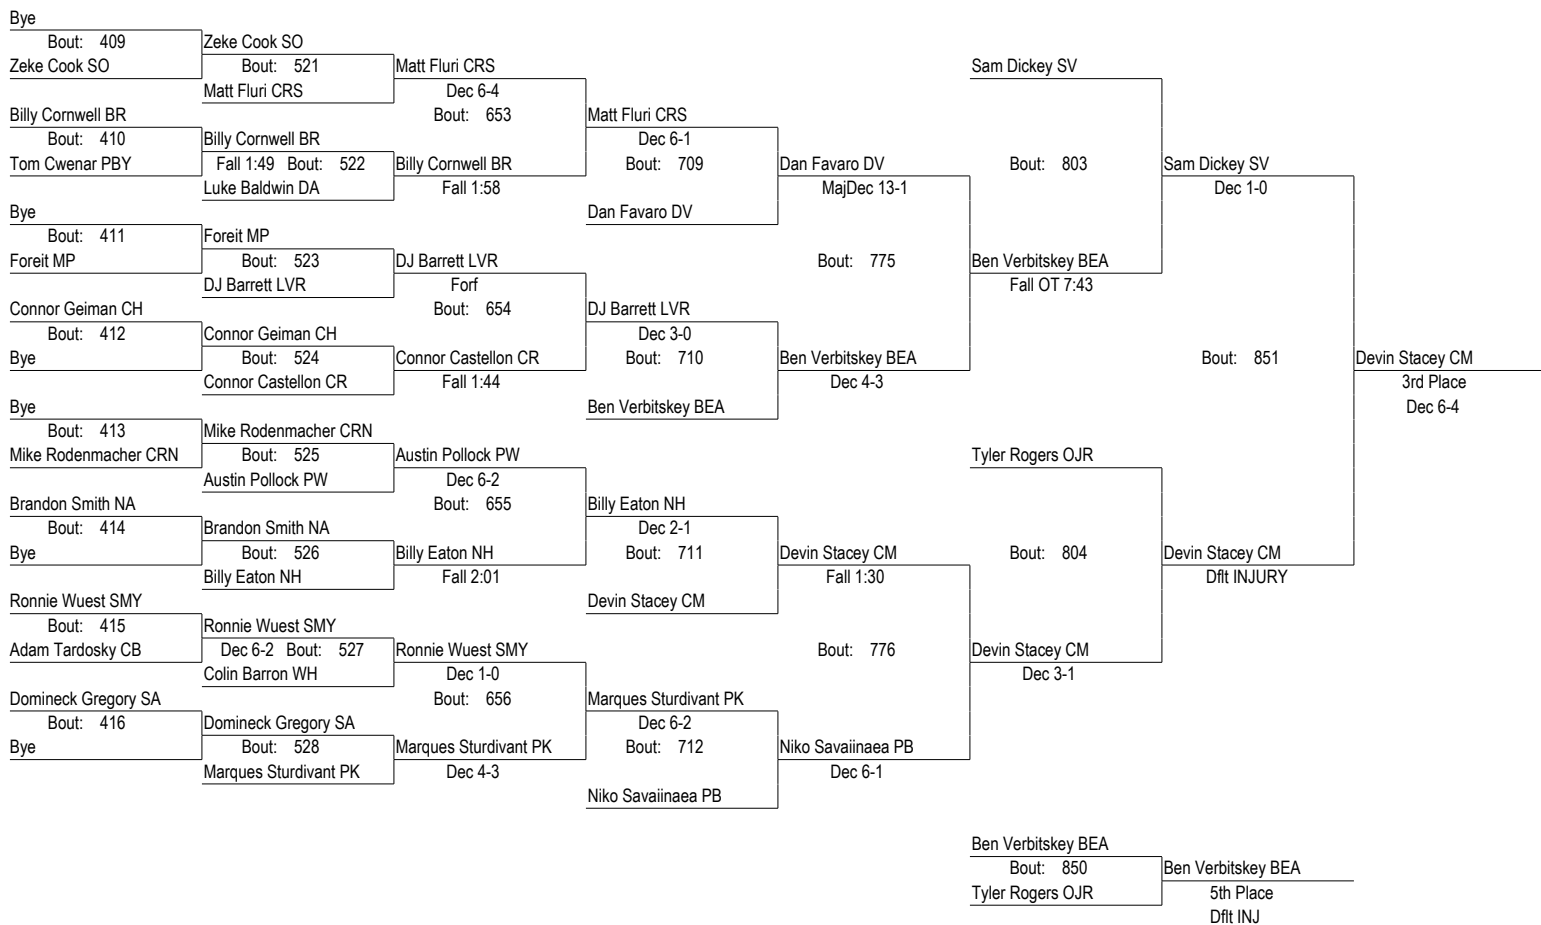 Bye
Bout: 409
Zeke Cook SO
Zeke Cook SO
Bout: 521
Matt Fluri CRS
Matt Fluri CRS
Dec 6-4
Bout: 653
Billy Cornwell BR
Bout: 410
Tom Cwenar PBY
Billy Cornwell BR
Fall 1:49 Bout: 522
Luke Baldwin DA
Billy Cornwell BR
Fall 1:58
Matt Fluri CRS
Dec 6-1
Bout: 709
Dan Favaro DV
Dan Favaro DV
MajDec 13-1
Bye
Bout: 411
Foreit MP
Foreit MP
Bout: 523
DJ Barrett LVR
DJ Barrett LVR
Forf
Bout: 654
Connor Geiman CH
Bout: 412
Bye
Connor Geiman CH
Bout: 524
Connor Castellon CR
Connor Castellon CR
Fall 1:44
DJ Barrett LVR
Dec 3-0
Bout: 710
Ben Verbitskey BEA
Ben Verbitskey BEA
Dec 4-3
Bout: 775
Sam Dickey SV
Bout: 803
Ben Verbitskey BEA
Fall OT 7:43
Sam Dickey SV
Dec 1-0
Bye
Bout: 413
Mike Rodenmacher CRN
Mike Rodenmacher CRN
Bout: 525
Austin Pollock PW
Austin Pollock PW
Dec 6-2
Bout: 655
Brandon Smith NA
Bout: 414
Bye
Brandon Smith NA
Bout: 526
Billy Eaton NH
Billy Eaton NH
Fall 2:01
Billy Eaton NH
Dec 2-1
Bout: 711
Devin Stacey CM
Devin Stacey CM
Fall 1:30
Ronnie Wuest SMY
Bout: 415
Adam Tardosky CB
Ronnie Wuest SMY
Dec 6-2 Bout: 527
Colin Barron WH
Ronnie Wuest SMY
Dec 1-0
Bout: 656
Domineck Gregory SA
Bout: 416
Bye
Domineck Gregory SA
Bout: 528
Marques Sturdivant PK
Marques Sturdivant PK
Dec 4-3
Marques Sturdivant PK
Dec 6-2
Bout: 712
Niko Savaiinaea PB
Niko Savaiinaea PB
Dec 6-1
Bout: 776
Tyler Rogers OJR
Bout: 804
Devin Stacey CM
Dec 3-1
Devin Stacey CM
Dflt INJURY
Bout: 851
Devin Stacey CM
3rd Place
Dec 6-4
Ben Verbitskey BEA
Bout: 850
Tyler Rogers OJR
Ben Verbitskey BEA
5th Place
Dflt INJ